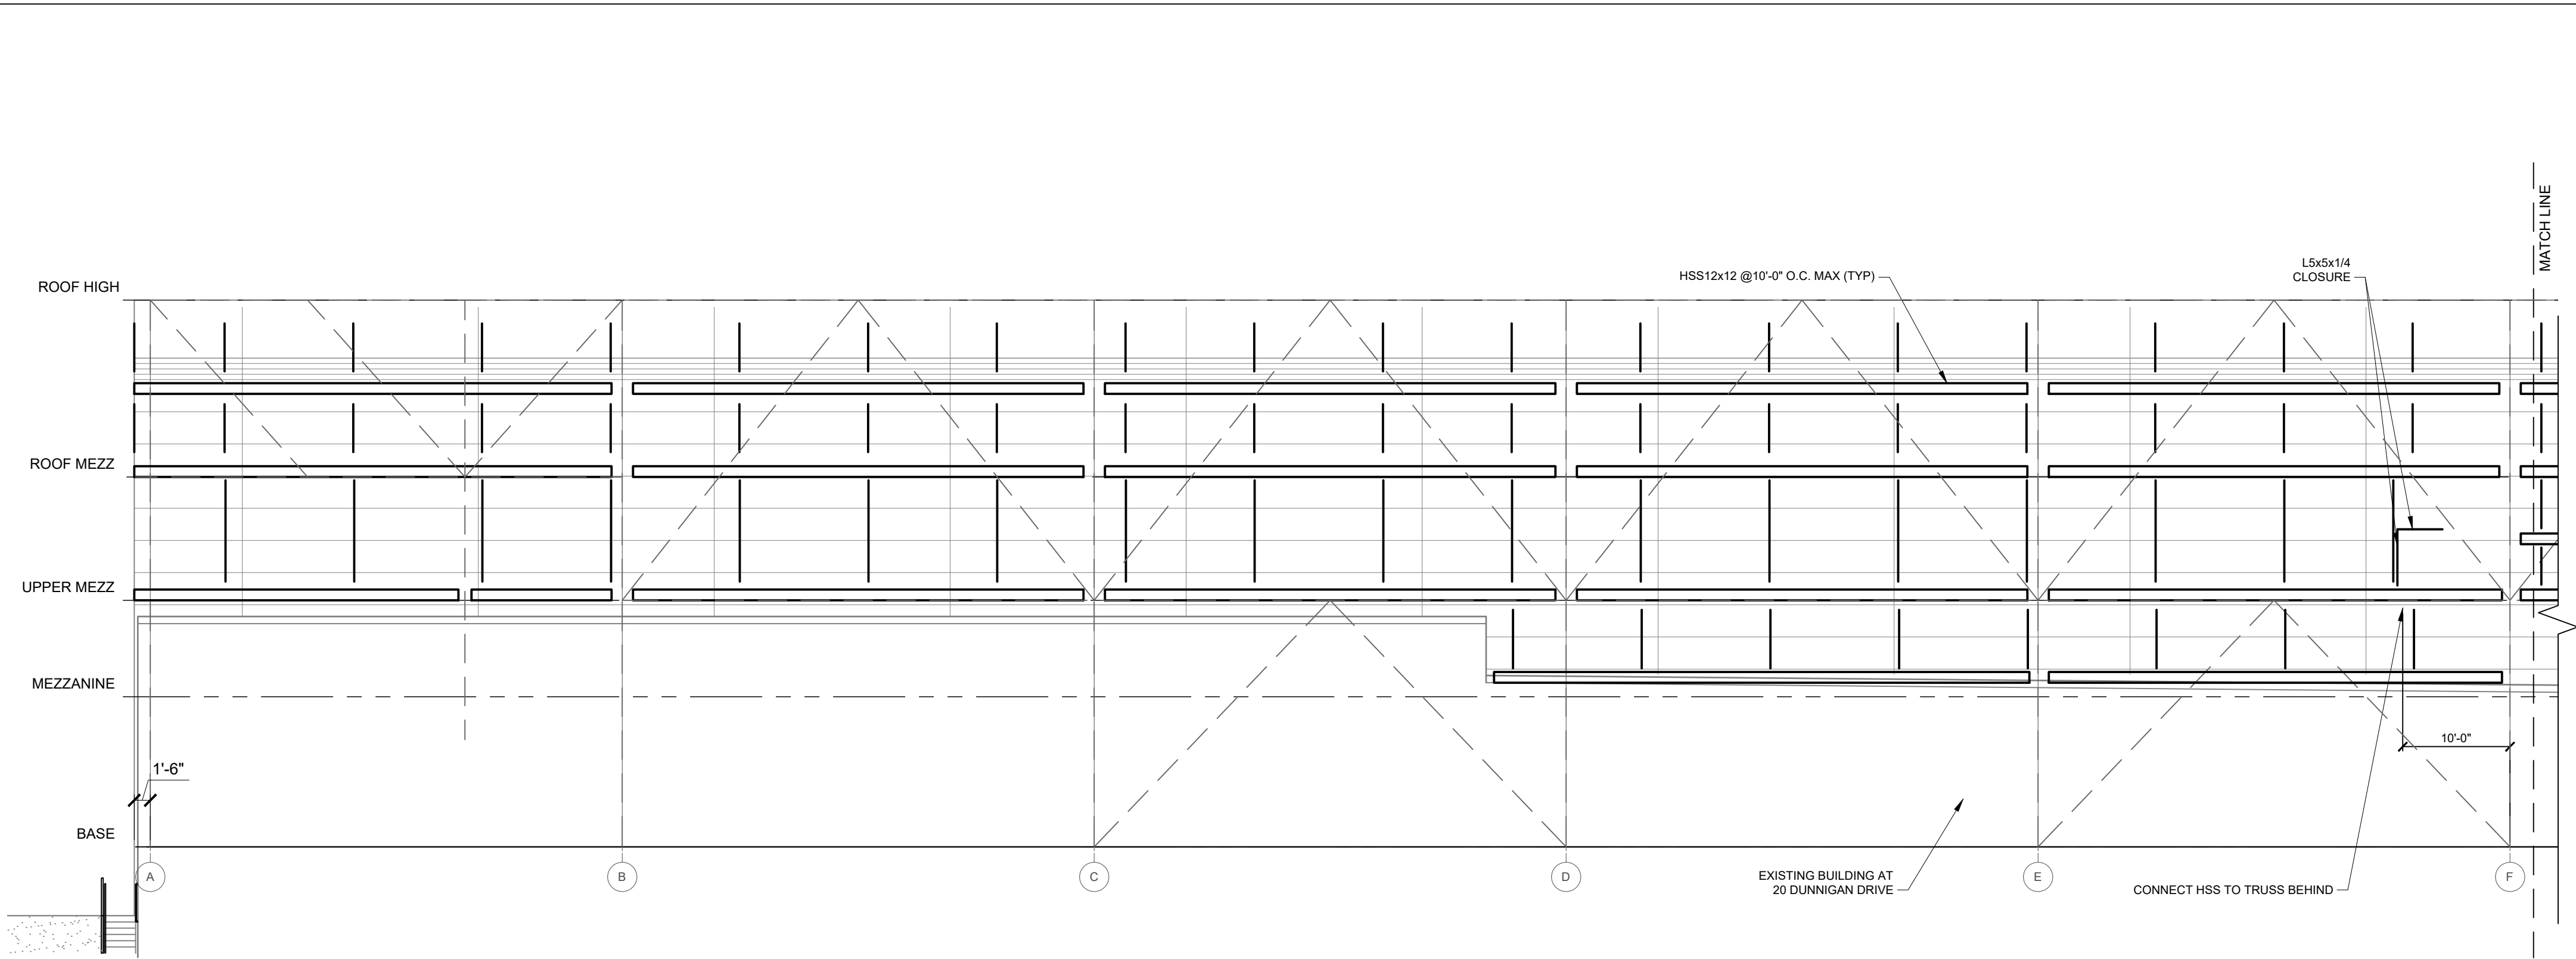 MATCH LINE
L5x5x1/4
CLOSURE
HSS12x12 @10'-0" O.C. MAX (TYP)
ROOF HIGH
ROOF MEZZ
UPPER MEZZ
MEZZANINE
10'-0"
1'-6"
BASE
A
B
C
D
E
F
EXISTING BUILDING AT
20 DUNNIGAN DRIVE
CONNECT HSS TO TRUSS BEHIND